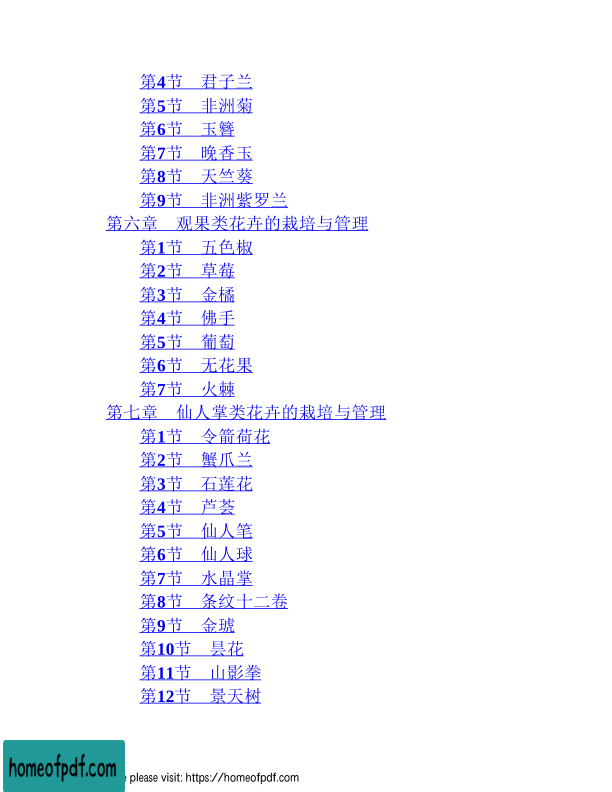 第4节　君子兰
第5节　非洲菊
第6节　玉簪
第7节　晚香玉
第8节　天竺葵
第9节　非洲紫罗兰
第六章　观果类花卉的栽培与管理
第1节　五色椒
第2节　草莓
第3节　金橘
第4节　佛手
第5节　葡萄
第6节　无花果
第7节　火棘
第七章　仙人掌类花卉的栽培与管理
第1节　令箭荷花
第2节　蟹爪兰
第3节　石莲花
第4节　芦荟
第5节　仙人笔
第6节　仙人球
第7节　水晶掌
第8节　条纹十二卷
第9节　金琥
第10节　昙花
第11节　山影拳
第12节　景天树
homeofpdf.com
please visit: https://homeofpdf.com